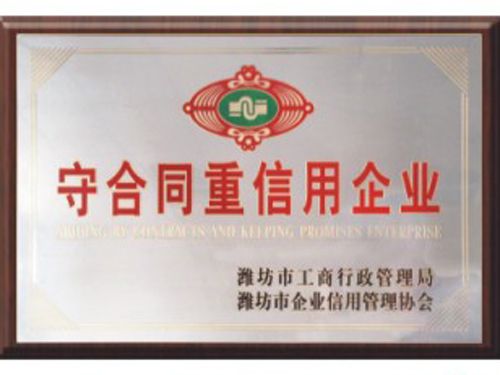 守合同重信用企业
ABIDING BY CONTRACTS AND KEEPING PROMISES ENTERPRISE
潍坊市工商行政管理局
潍坊市企业信用管理协会